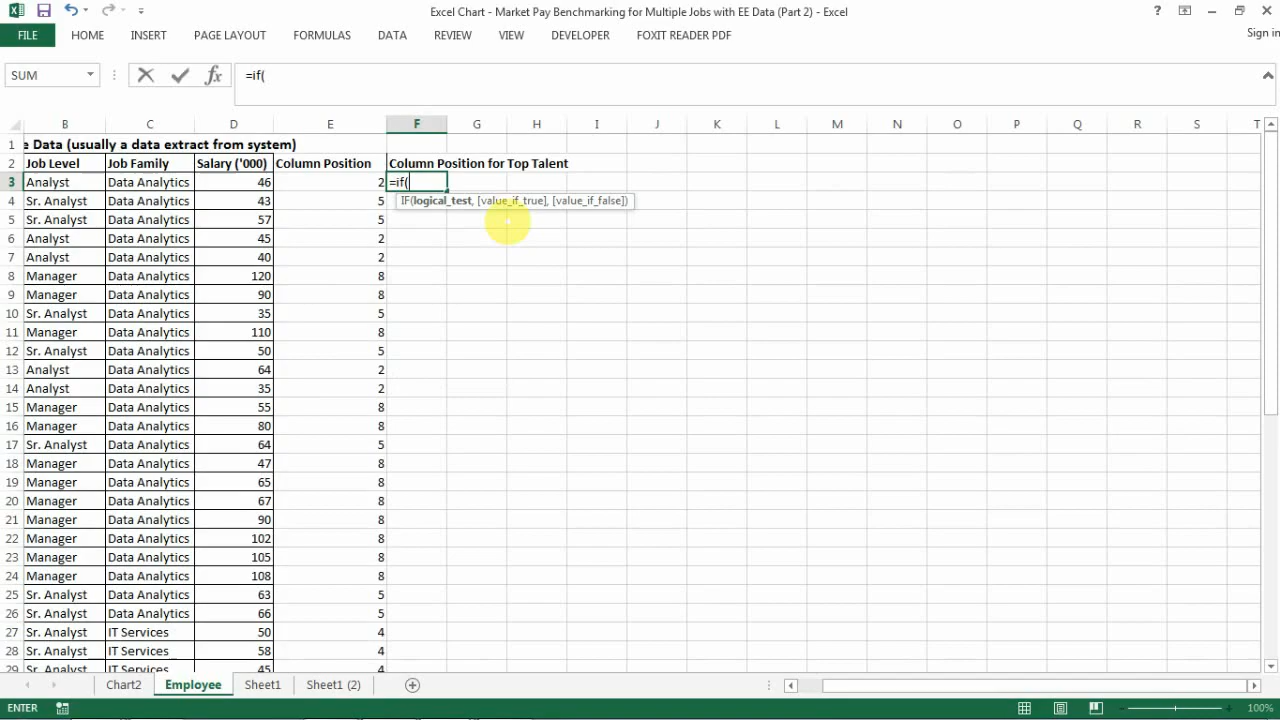 Excel Chart - Market Pay Benchmarking for Multiple Jobs with EE Data (Part 2) - Excel
?
FILE HOME INSERT PAGE LAYOUT FORMULAS DATA REVIEW VIEW DEVELOPER FOXIT READER PDF Sign in
SUM fx =if(
B C D E F G H I J K L M N O P Q R S T
1 e Data (usually a data extract from system)
2 Job Level Job Family Salary ('000) Column Position Column Position for Top Talent
3 Analyst Data Analytics 46 2 =if(
IF(logical_test, [value_if_true], [value_if_false])
4 Sr. Analyst Data Analytics 43 5
5 Sr. Analyst Data Analytics 57 5
6 Analyst Data Analytics 45 2
7 Analyst Data Analytics 40 2
8 Manager Data Analytics 120 8
9 Manager Data Analytics 90 8
10 Sr. Analyst Data Analytics 35 5
11 Manager Data Analytics 110 8
12 Sr. Analyst Data Analytics 50 5
13 Analyst Data Analytics 64 2
14 Analyst Data Analytics 35 2
15 Manager Data Analytics 55 8
16 Manager Data Analytics 80 8
17 Sr. Analyst Data Analytics 64 5
18 Manager Data Analytics 47 8
19 Manager Data Analytics 65 8
20 Manager Data Analytics 67 8
21 Manager Data Analytics 90 8
22 Manager Data Analytics 102 8
23 Manager Data Analytics 105 8
24 Manager Data Analytics 108 8
25 Sr. Analyst Data Analytics 63 5
26 Sr. Analyst Data Analytics 66 5
27 Sr. Analyst IT Services 50 4
28 Sr. Analyst IT Services 58 4
29 Sr. Analyst IT Services 45 4
Chart2 Employee Sheet1 Sheet1 (2)
ENTER 100%